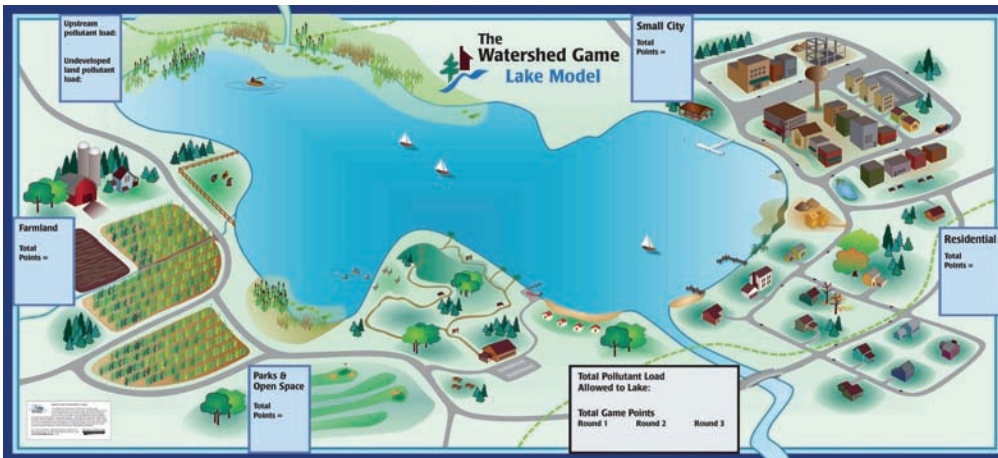 Upstream
pollutant load:
Undeveloped
land pollutant
load:
The
Watershed Game
Lake Model
Small City
Total
Points =
Farmland
Total
Points =
Residential
Total
Points =
Parks &
Open Space
Total
Points =
Total Pollutant Load
Allowed to Lake:
Total Game Points
Round 1 Round 2 Round 3